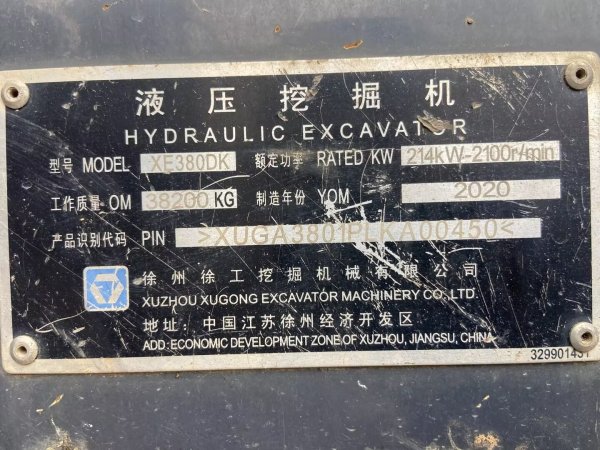 液压挖掘机
HYDRAULIC EXCAVATOR
型号 MODEL XE380DK 额定功率 RATED KW 214kW-2100r/min
工作质量 OM 38200 KG 制造年份 YOM 2020
产品识别代码 PIN >XUGA3801PLKA00450<
徐州徐工挖掘机械有限公司
XUZHOU XUGONG EXCAVATOR MACHINERY CO., LTD.
地址: 中国江苏徐州经济开发区
ADD: ECONOMIC DEVELOPMENT ZONE OF XUZHOU, JIANGSU, CHINA